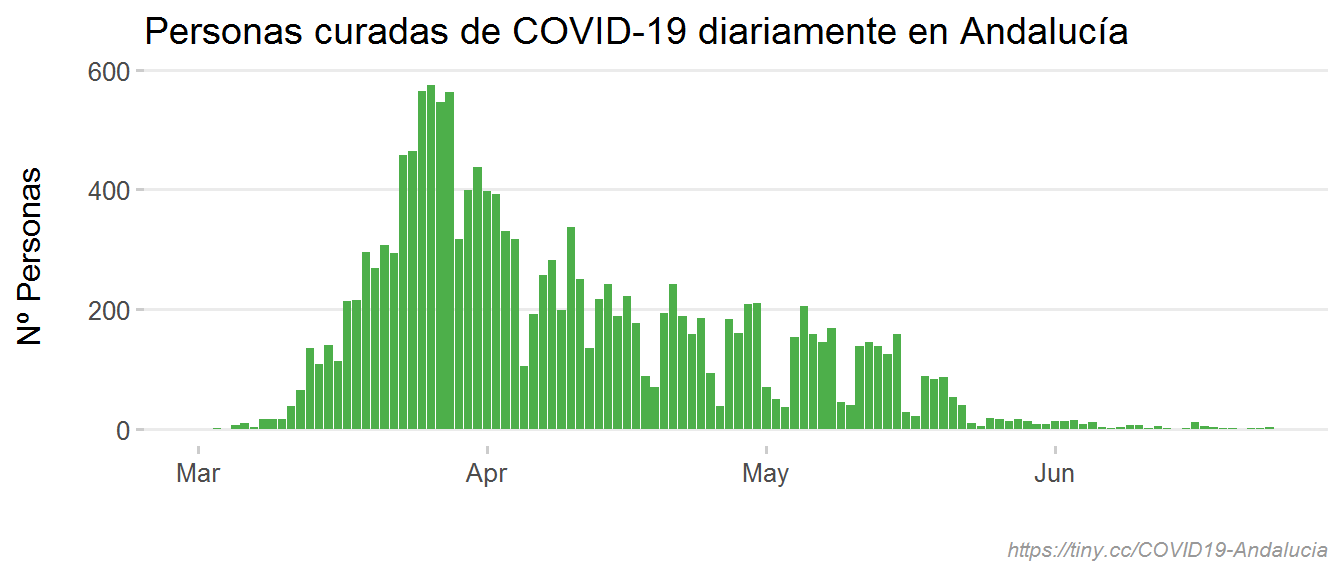 Personas curadas de COVID-19 diariamente en Andalucía
Nº Personas
600
400
200
0
Mar Apr May Jun
https://tiny.cc/COVID19-Andalucia